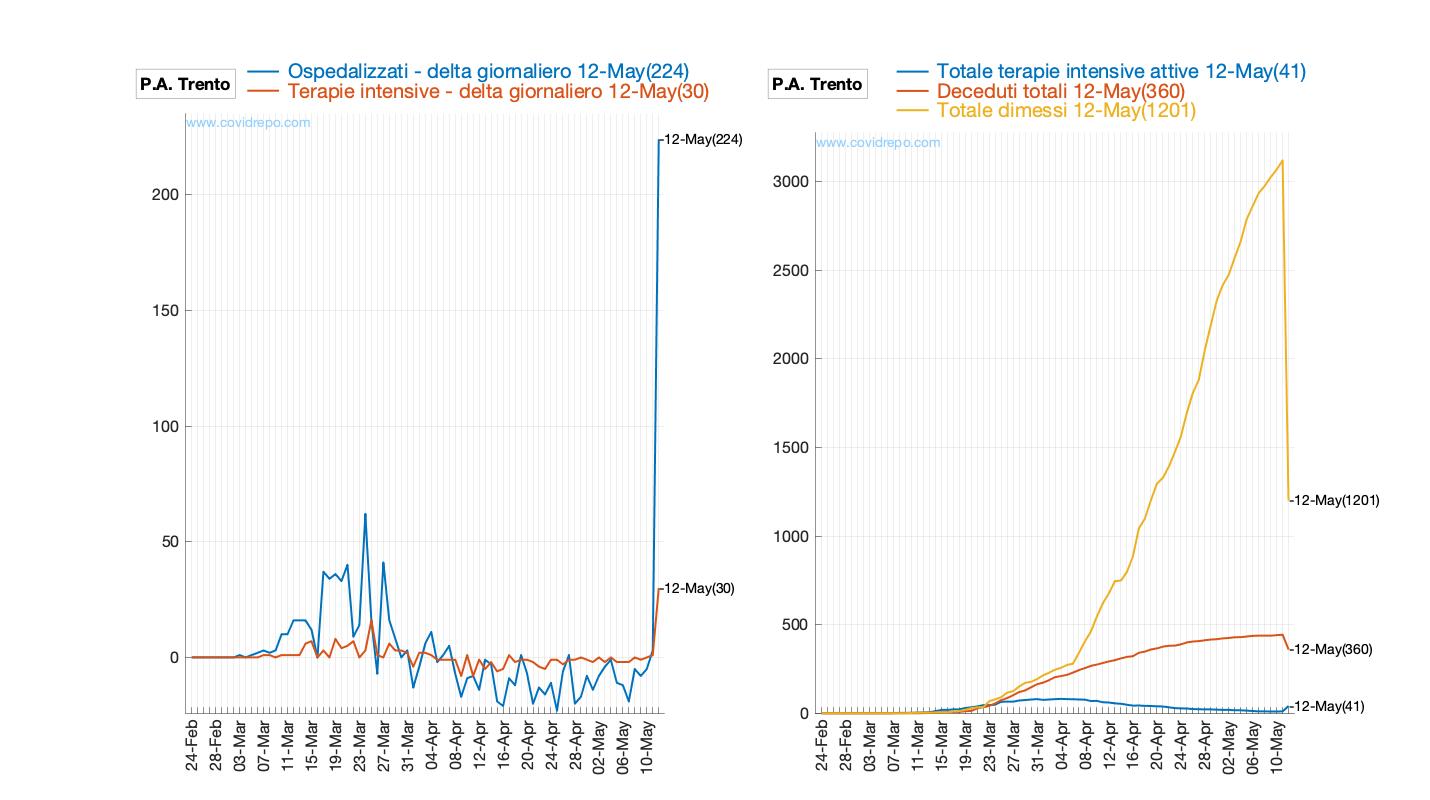 P.A. Trento
Ospedalizzati - delta giornaliero 12-May(224)
Terapie intensive - delta giornaliero 12-May(30)
www.covidrepo.com
12-May(224)
200
150
100
50
12-May(30)
0
24-Feb
28-Feb
03-Mar
07-Mar
11-Mar
15-Mar
19-Mar
23-Mar
27-Mar
31-Mar
04-Apr
08-Apr
12-Apr
16-Apr
20-Apr
24-Apr
28-Apr
02-May
06-May
10-May
P.A. Trento
Totale terapie intensive attive 12-May(41)
Deceduti totali 12-May(360)
Totale dimessi 12-May(1201)
www.covidrepo.com
3000
2500
2000
1500
12-May(1201)
1000
500
12-May(360)
12-May(41)
0
24-Feb
28-Feb
03-Mar
07-Mar
11-Mar
15-Mar
19-Mar
23-Mar
27-Mar
31-Mar
04-Apr
08-Apr
12-Apr
16-Apr
20-Apr
24-Apr
28-Apr
02-May
06-May
10-May